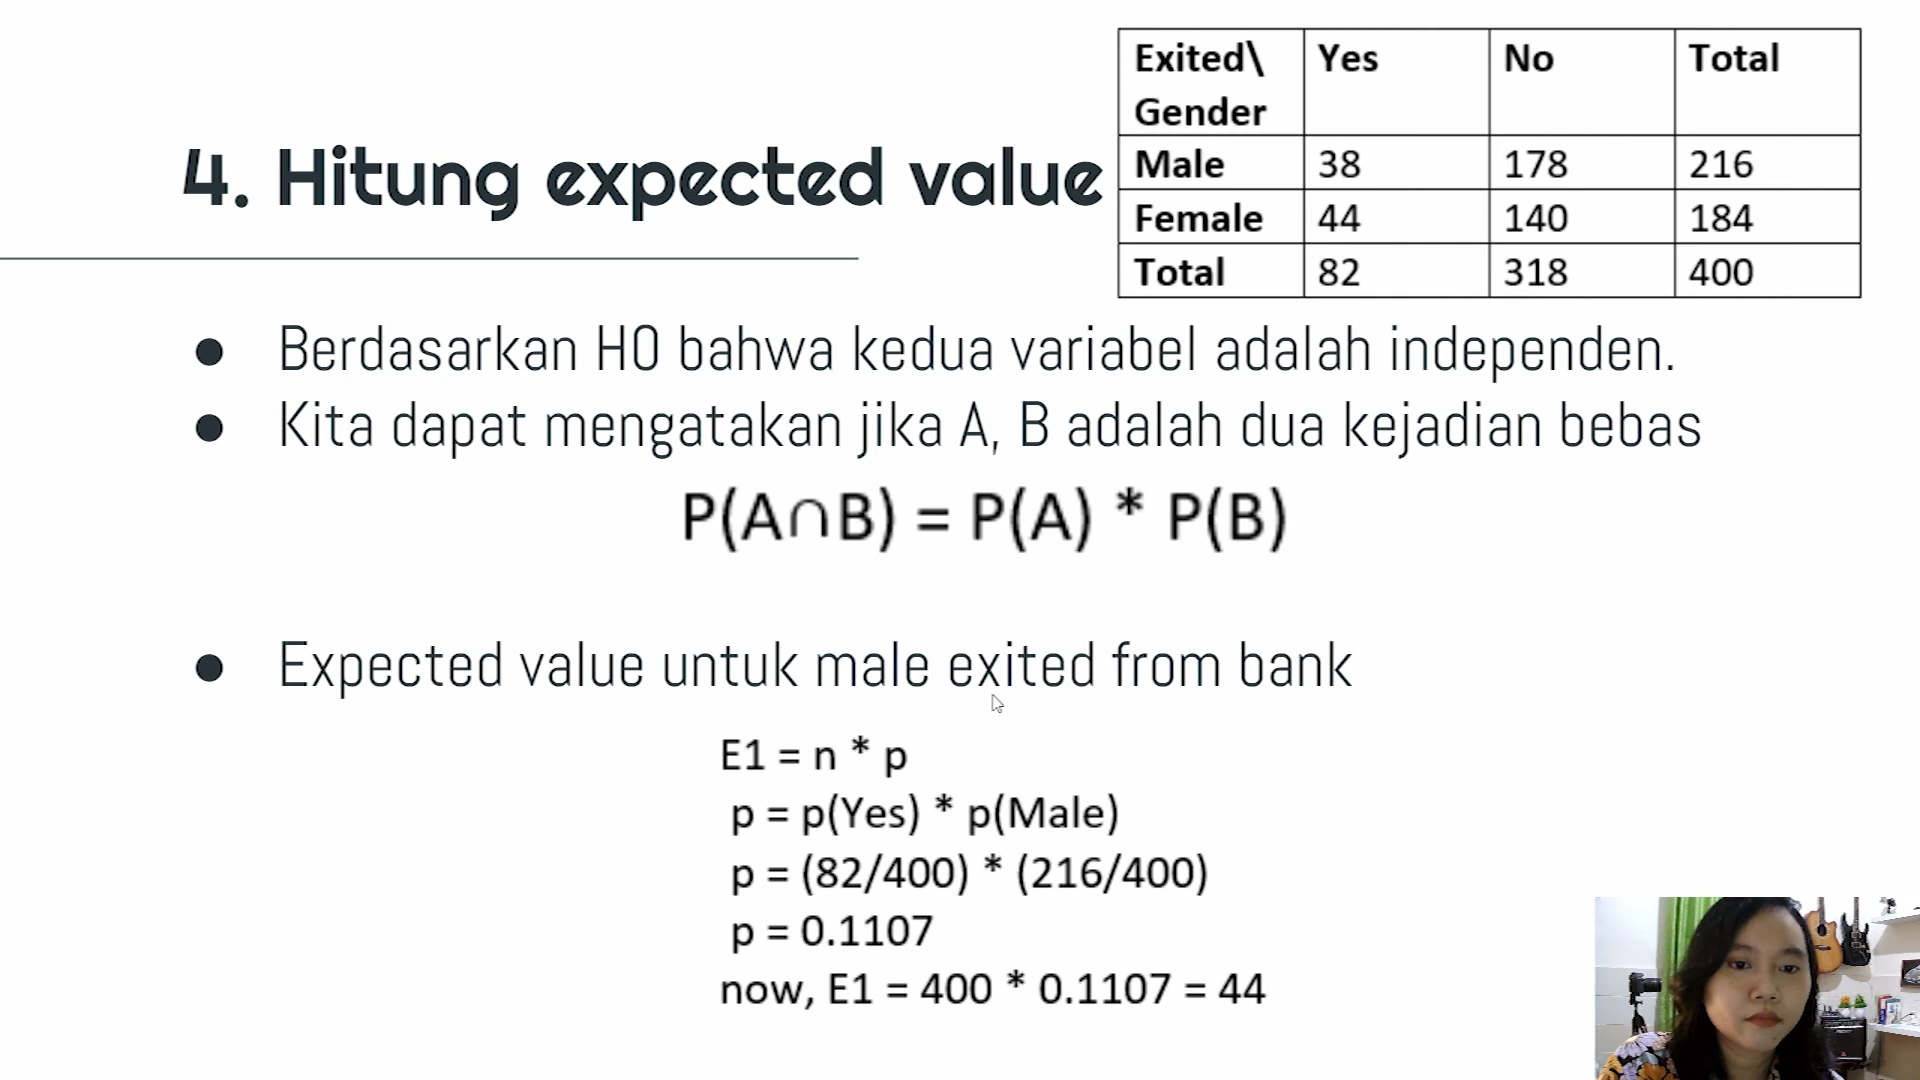 4. Hitung expected value
Exited\ Yes No Total
Gender
Male 38 178 216
Female 44 140 184
Total 82 318 400
● Berdasarkan H0 bahwa kedua variabel adalah independen.
● Kita dapat mengatakan jika A, B adalah dua kejadian bebas
P(A∩B) = P(A) * P(B)
● Expected value untuk male exited from bank
E1 = n * p
p = p(Yes) * p(Male)
p = (82/400) * (216/400)
p = 0.1107
now, E1 = 400 * 0.1107 = 44